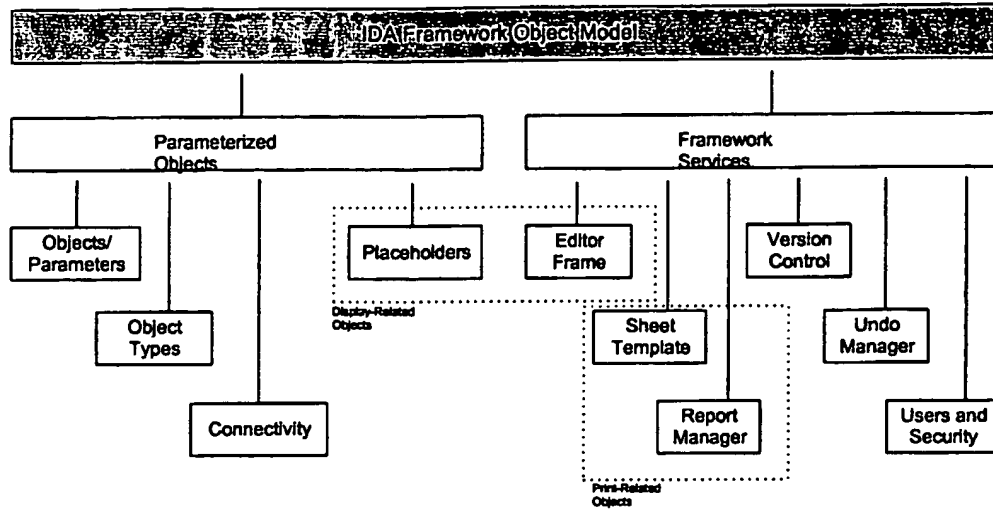 IDA Framework Object Model
Parameterized
Objects
Framework
Services
Objects/
Parameters
Placeholders
Editor
Frame
Version
Control
Display-Related
Objects
Object
Types
Sheet
Template
Undo
Manager
Connectivity
Report
Manager
Users and
Security
Print-Related
Objects